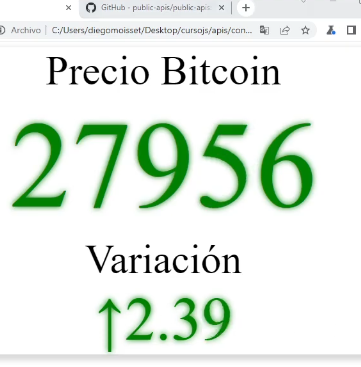 GitHub - public-apis/public-apis
Archivo
C:/Users/diegomoisset/Desktop/cursojs/apis/con...
Precio Bitcoin
27956
Variación
↑2.39